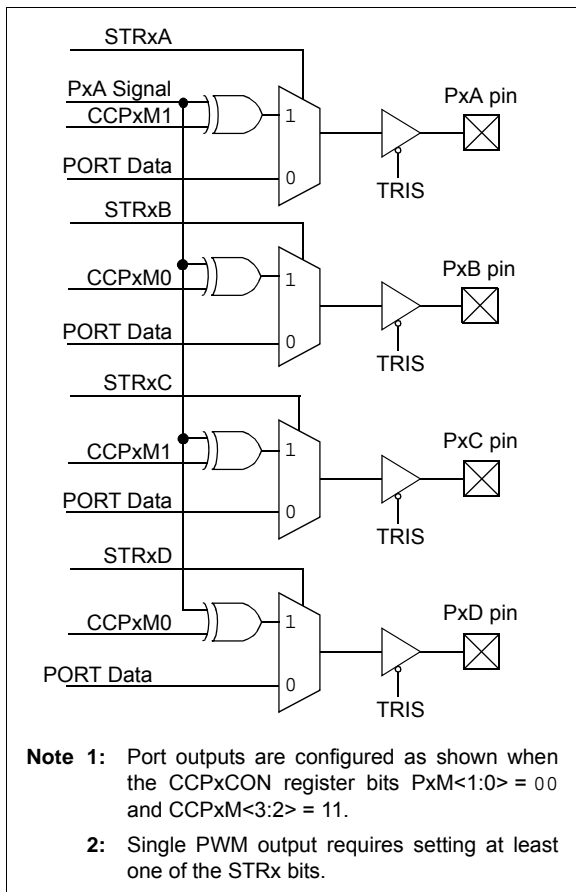 STRxA
PxA Signal
CCPxM1
1
PxA pin
PORT Data
0
TRIS
STRxB
CCPxM0
1
PxB pin
PORT Data
0
TRIS
STRxC
CCPxM1
1
PxC pin
PORT Data
0
TRIS
STRxD
CCPxM0
1
PxD pin
PORT Data
0
TRIS
Note 1: Port outputs are configured as shown when
the CCPxCON register bits PxM<1:0> = 00
and CCPxM<3:2> = 11.
2: Single PWM output requires setting at least
one of the STRx bits.